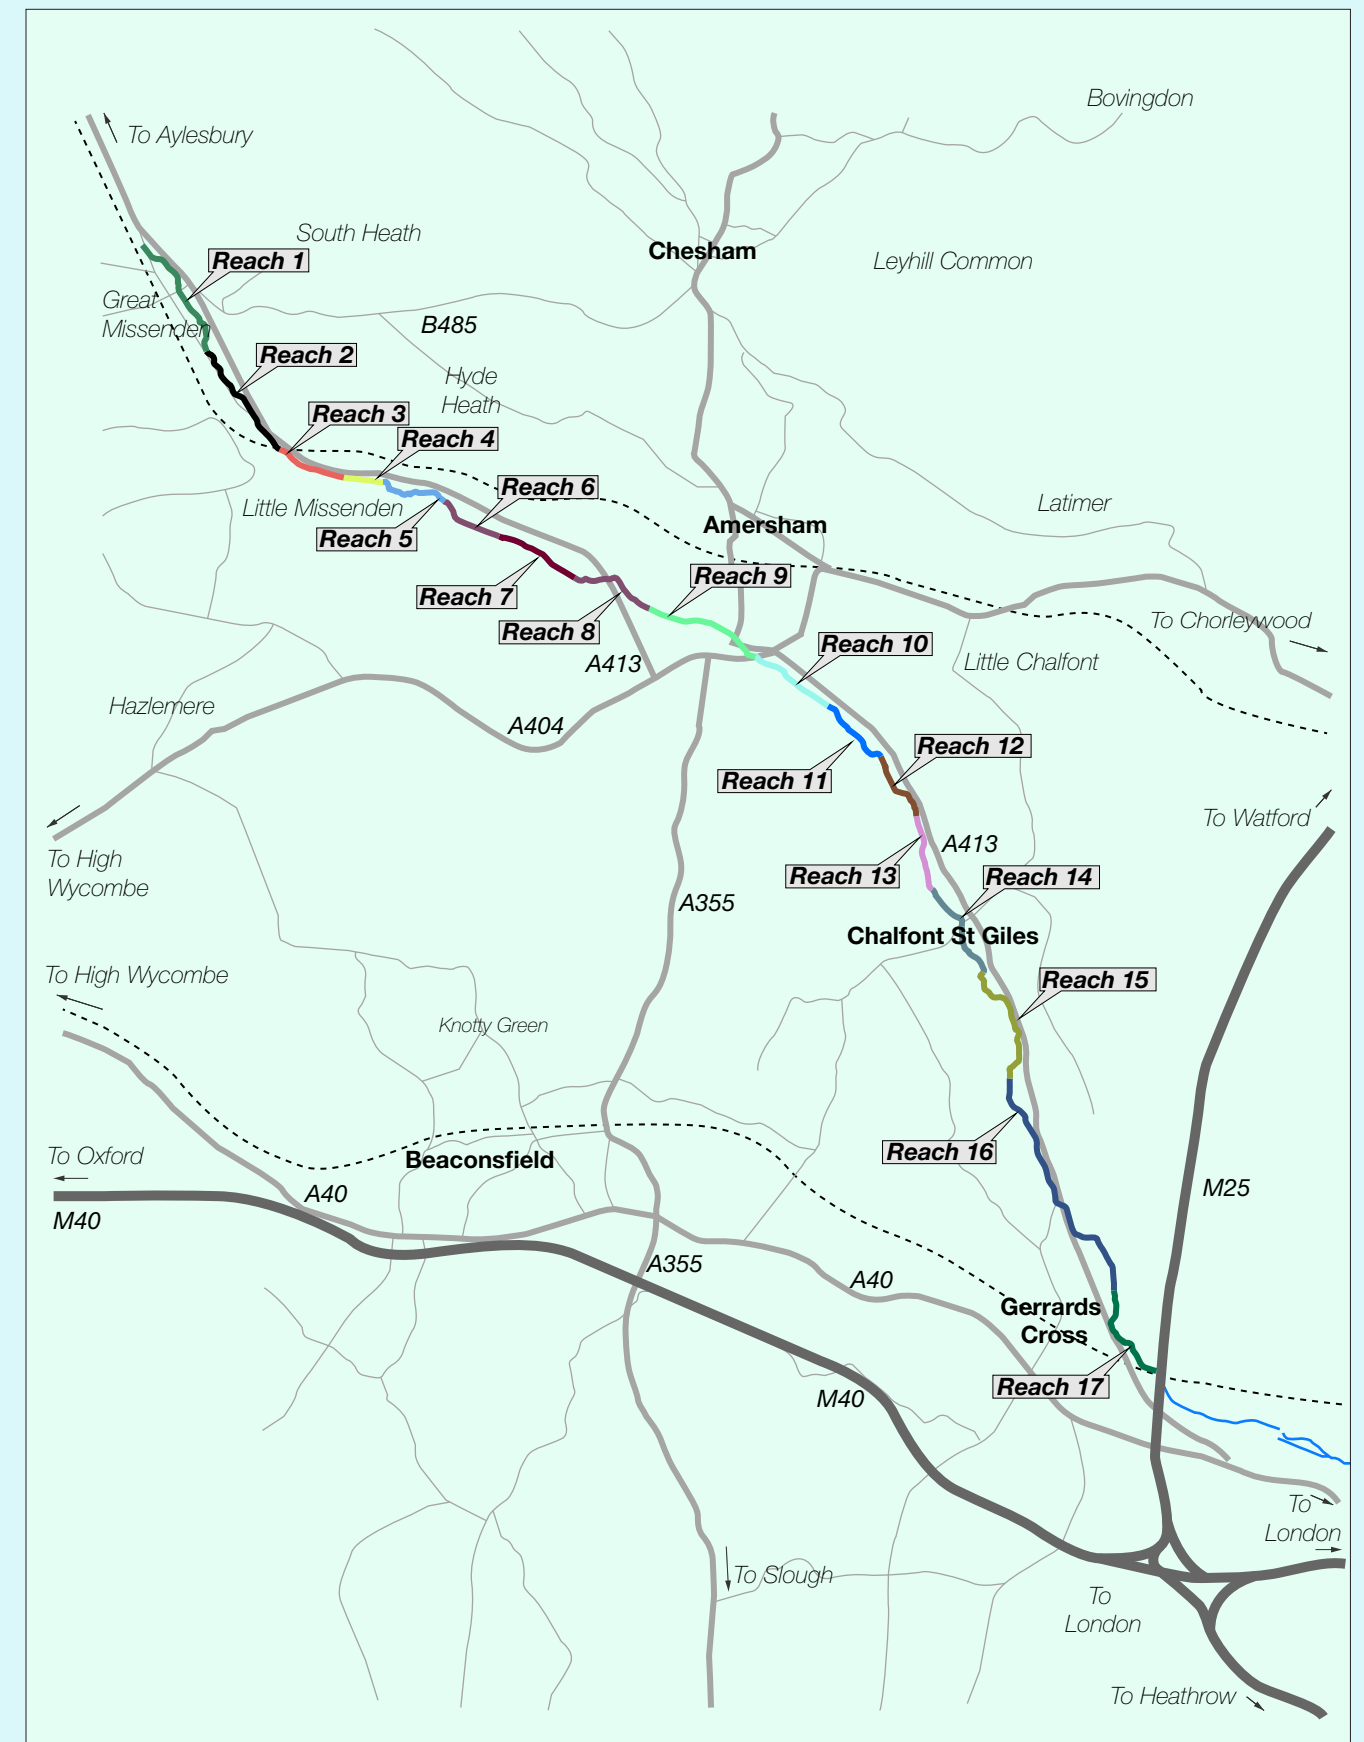 Bovingdon
To Aylesbury
South Heath
Chesham
Reach 1
Leyhill Common
Great
Missenden
B485
Reach 2
Hyde
Heath
Reach 3
Reach 4
Reach 6
Little Missenden
Latimer
Amersham
Reach 5
Reach 9
Reach 7
To Chorleywood
Reach 8
Reach 10
A413
Little Chalfont
Hazlemere
A404
Reach 12
Reach 11
To Watford
A413
To High
Wycombe
Reach 13
Reach 14
A355
Chalfont St Giles
To High Wycombe
Reach 15
Knotty Green
Reach 16
To Oxford
Beaconsfield
A40
M25
M40
A355
A40
Gerrards
Cross
Reach 17
M40
To
London
To Slough
To
London
To Heathrow